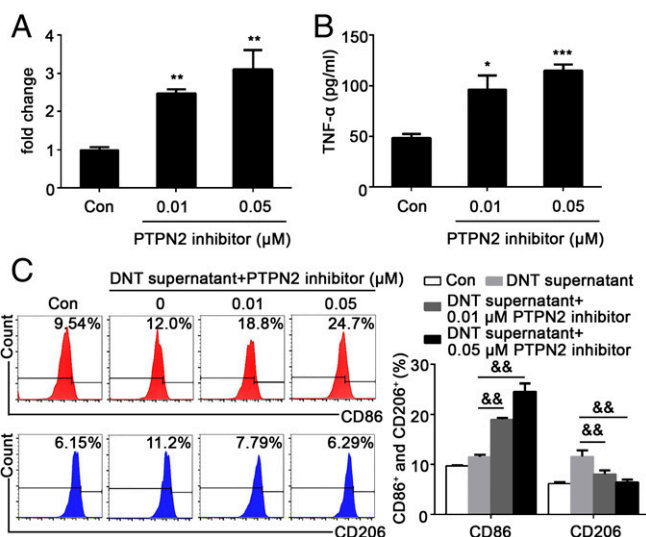 A
fold change
4
3
2
1
0
**
**
Con
0.01
0.05
PTPN2 inhibitor (μM)
B
TNF-α (pg/ml)
150
100
50
0
*
***
Con
0.01
0.05
PTPN2 inhibitor (μM)
C
DNT supernatant+PTPN2 inhibitor (μM)
Con
0
0.01
0.05
Count
9.54%
12.0%
18.8%
24.7%
CD86
Count
6.15%
11.2%
7.79%
6.29%
CD206
Con
DNT supernatant
DNT supernatant+
0.01 μM PTPN2 inhibitor
DNT supernatant+
0.05 μM PTPN2 inhibitor
CD86⁺ and CD206⁺ (%)
30
20
10
0
&&
&&
&&
&&
CD86
CD206